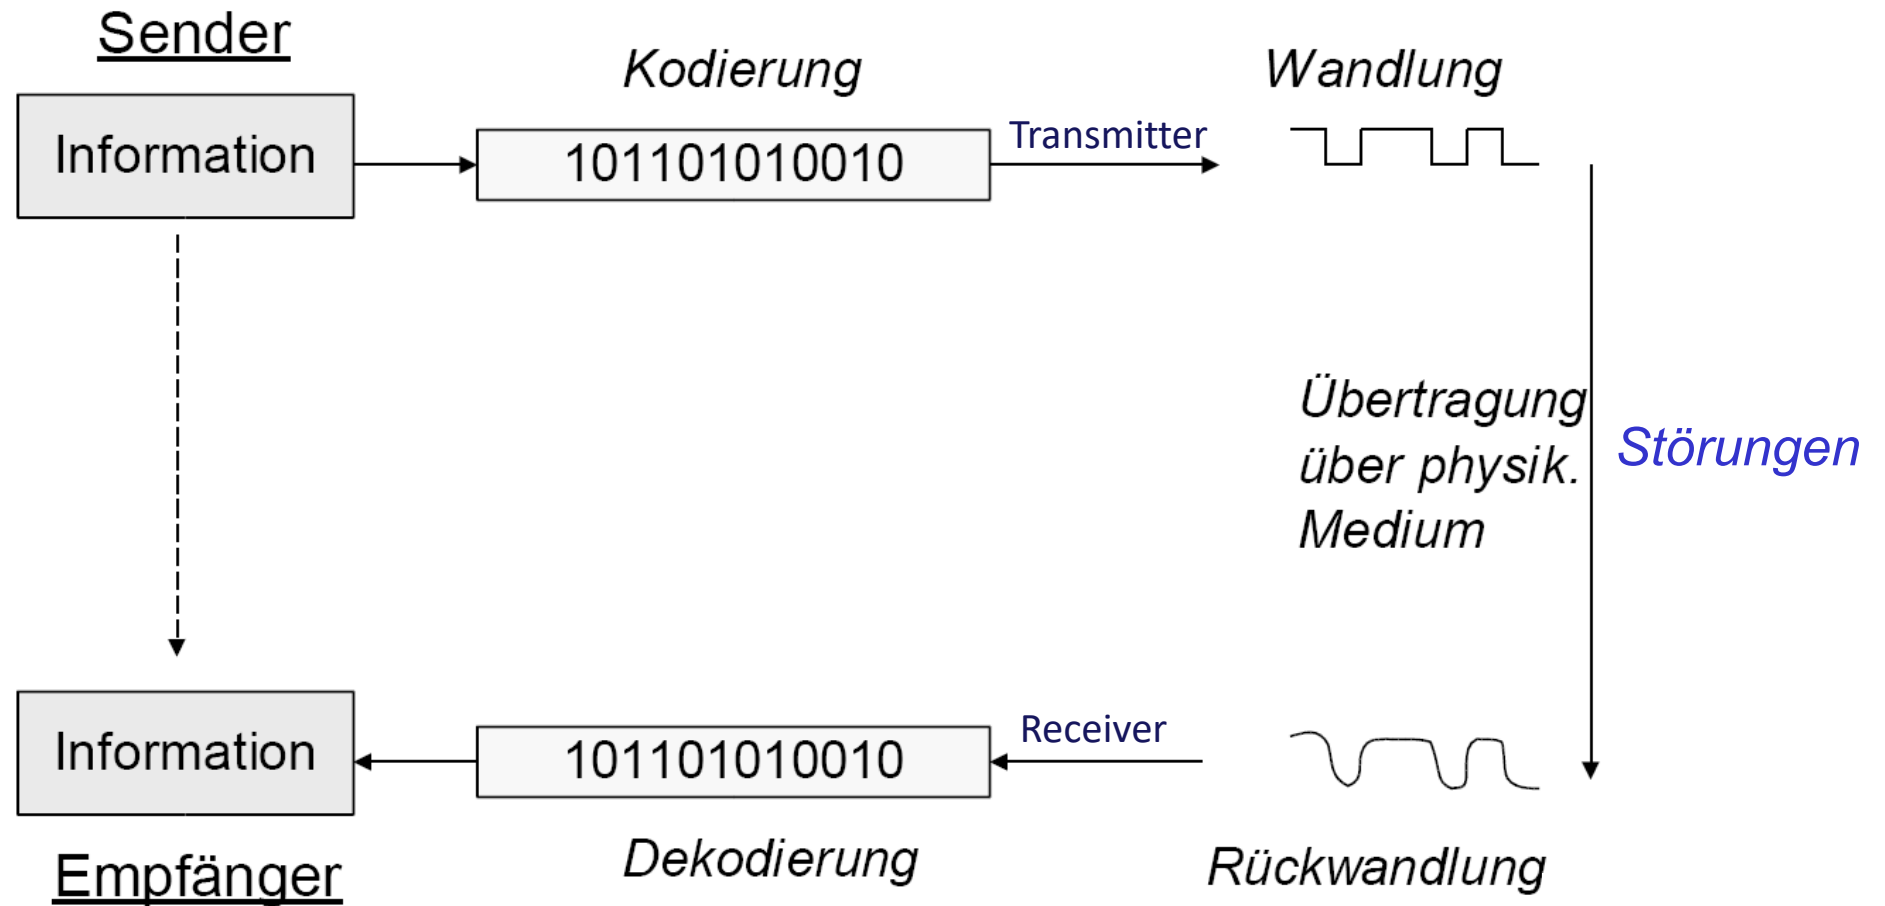 Sender
Kodierung
Wandlung
Information
101101010010
Transmitter
Übertragung
über physik.
Medium
Störungen
Information
101101010010
Receiver
Empfänger
Dekodierung
Rückwandlung